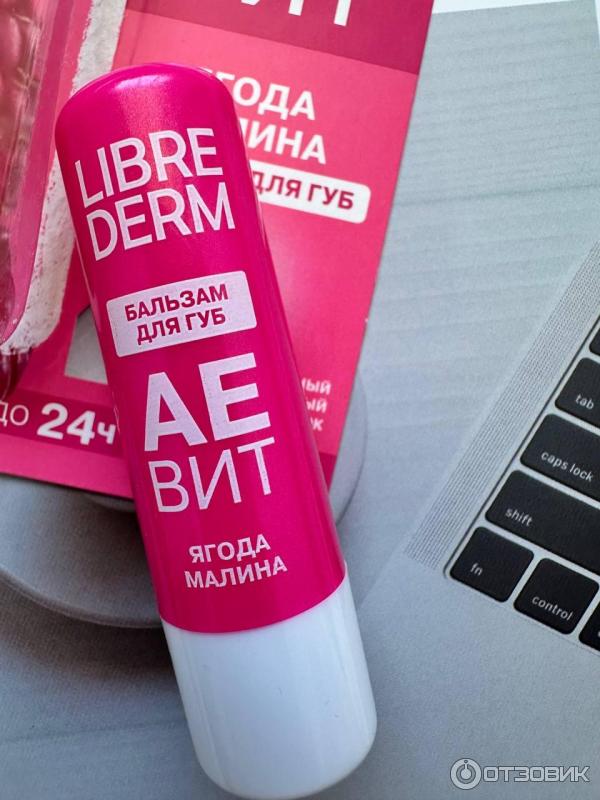 ЯГОДА
ДЛЯ ГУБ
до 24ч
LIBRE
DERM
БАЛЬЗАМ
ДЛЯ ГУБ
АЕ
ВИТ
ЯГОДА
МАЛИНА
tab
caps lock
shift
fn
control
ОТЗОВИК